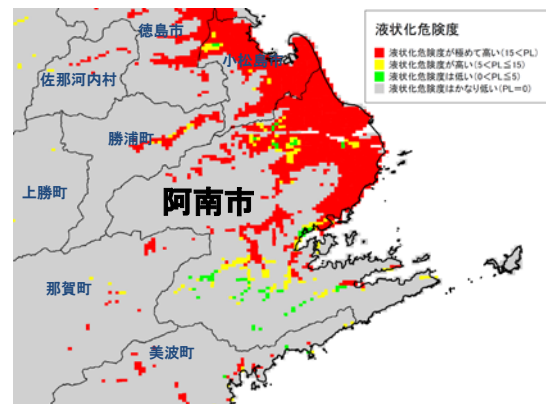 液状化危険度
液状化危険度が極めて高い(15<PL)
液状化危険度が高い(5<PL≦15)
液状化危険度は低い(0<PL≦5)
液状化危険度はかなり低い(PL=0)
徳島市
小松島市
佐那河内村
勝浦町
上勝町
阿南市
那賀町
美波町